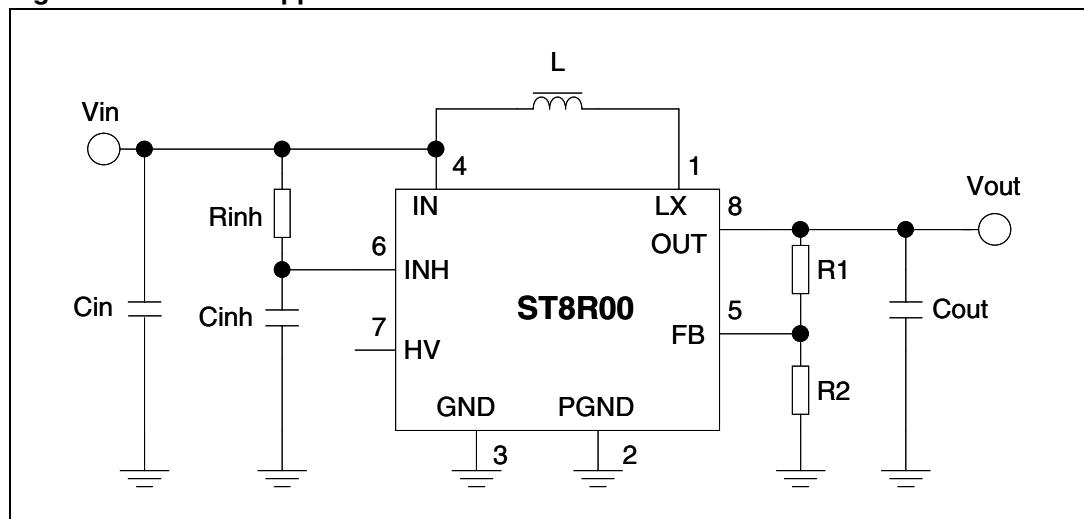 L
Vin
4
1
Vout
IN
LX
8
Rinh
OUT
6
INH
R1
Cin
Cinh
ST8R00
5
Cout
7
HV
FB
R2
GND
PGND
3
2